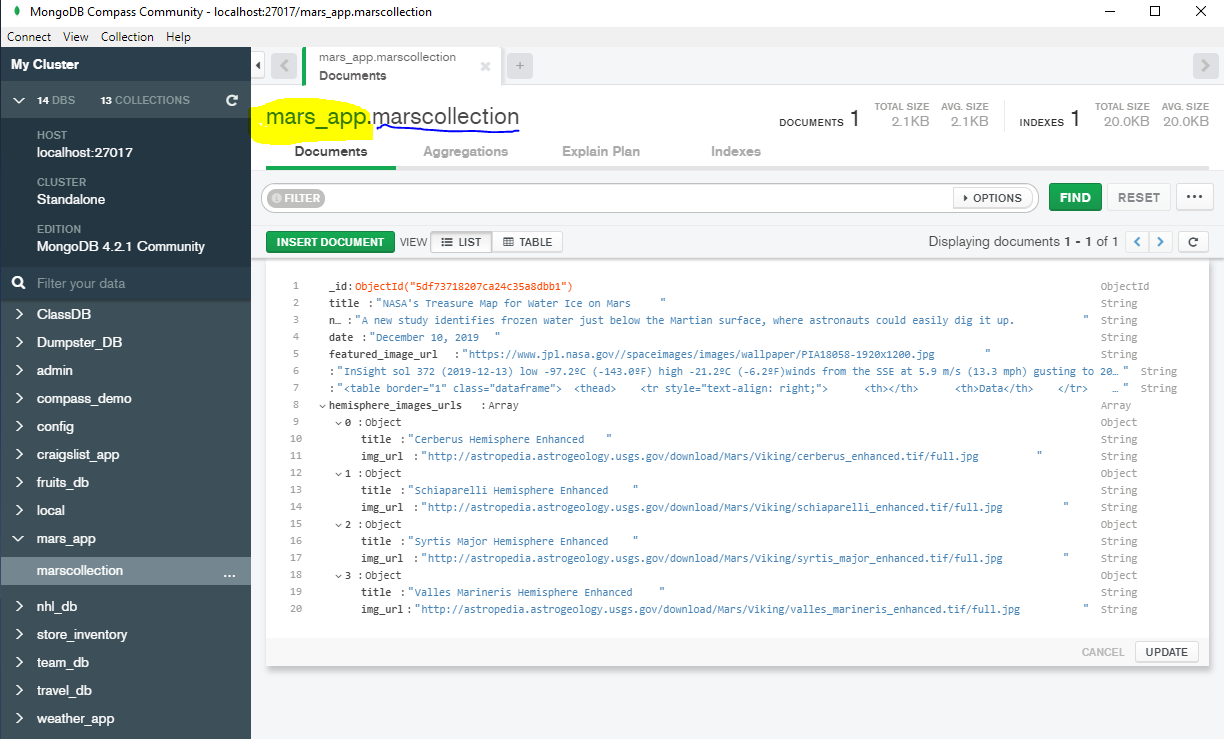 MongoDB Compass Community - localhost:27017/mars_app.marscollection
Connect View Collection Help
My Cluster
14 DBS 13 COLLECTIONS
HOST
localhost:27017
CLUSTER
Standalone
EDITION
MongoDB 4.2.1 Community
Filter your data
ClassDB
Dumpster_DB
admin
compass_demo
config
craigslist_app
fruits_db
local
mars_app
marscollection ...
nhl_db
store_inventory
team_db
travel_db
weather_app
mars_app.marscollection
Documents
mars_app.marscollection
DOCUMENTS 1 TOTAL SIZE 2.1KB AVG. SIZE 2.1KB INDEXES 1 TOTAL SIZE 20.0KB AVG. SIZE 20.0KB
Documents Aggregations Explain Plan Indexes
FILTER OPTIONS FIND RESET ...
INSERT DOCUMENT VIEW LIST TABLE Displaying documents 1 - 1 of 1
1 _id:ObjectId("5df73718207ca24c35a8dbb1") ObjectId
2 title :"NASA's Treasure Map for Water Ice on Mars " String
3 n… :"A new study identifies frozen water just below the Martian surface, where astronauts could easily dig it up. " String
4 date :"December 10, 2019 " String
5 featured_image_url :"https://www.jpl.nasa.gov//spaceimages/images/wallpaper/PIA18058-1920x1200.jpg " String
6 :"InSight sol 372 (2019-12-13) low -97.2ºC (-143.0ºF) high -21.2ºC (-6.2ºF)winds from the SSE at 5.9 m/s (13.3 mph) gusting to 20…" String
7 :"<table border="1" class="dataframe"> <thead> <tr style="text-align: right;"> <th></th> <th>Data</th> </tr> …" String
8 hemisphere_images_urls :Array Array
9 0 :Object Object
10 title :"Cerberus Hemisphere Enhanced " String
11 img_url :"http://astropedia.astrogeology.usgs.gov/download/Mars/Viking/cerberus_enhanced.tif/full.jpg " String
12 1 :Object Object
13 title :"Schiaparelli Hemisphere Enhanced " String
14 img_url :"http://astropedia.astrogeology.usgs.gov/download/Mars/Viking/schiaparelli_enhanced.tif/full.jpg " String
15 2 :Object Object
16 title :"Syrtis Major Hemisphere Enhanced " String
17 img_url :"http://astropedia.astrogeology.usgs.gov/download/Mars/Viking/syrtis_major_enhanced.tif/full.jpg " String
18 3 :Object Object
19 title :"Valles Marineris Hemisphere Enhanced " String
20 img_url :"http://astropedia.astrogeology.usgs.gov/download/Mars/Viking/valles_marineris_enhanced.tif/full.jpg " String
CANCEL UPDATE